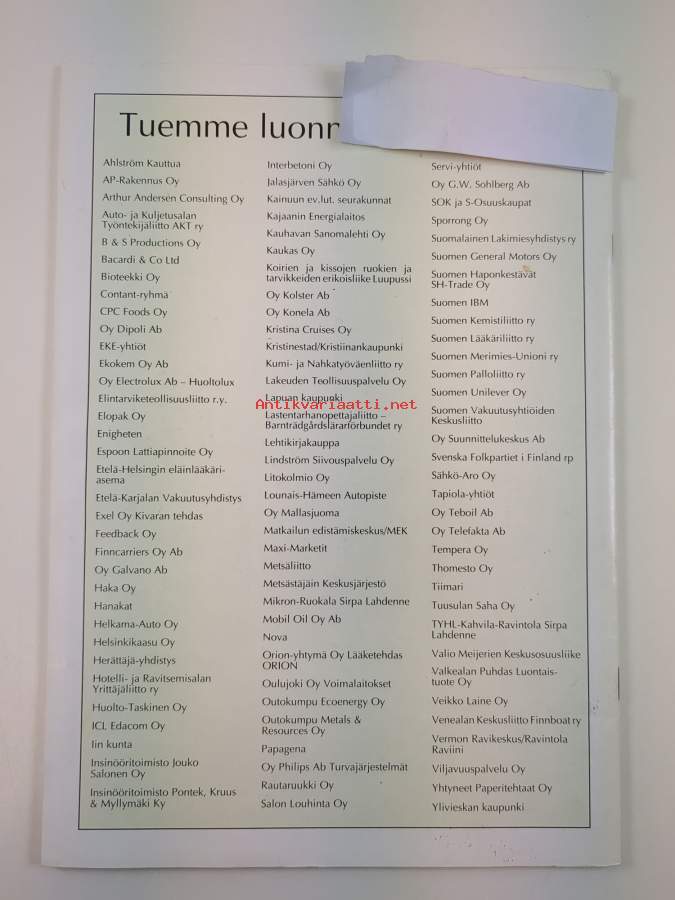 Tuemme luonn
Ahlström Kauttua
AP-Rakennus Oy
Arthur Andersen Consulting Oy
Auto- ja Kuljetusalan
Työntekijäliitto AKT ry
B & S Productions Oy
Bacardi & Co Ltd
Bioteekki Oy
Contant-ryhmä
CPC Foods Oy
Oy Dipoli Ab
EKE-yhtiöt
Ekokem Oy Ab
Oy Electrolux Ab – Huoltolux
Elintarviketeollisuusliitto r.y.
Elopak Oy
Enigheten
Espoon Lattiapinnoite Oy
Etelä-Helsingin eläinlääkäri-
asema
Etelä-Karjalan Vakuutusyhdistys
Exel Oy Kivaran tehdas
Feedback Oy
Finncarriers Oy Ab
Oy Galvano Ab
Haka Oy
Hanakat
Helkama-Auto Oy
Helsinkikaasu Oy
Herättäjä-yhdistys
Hotelli- ja Ravitsemisalan
Yrittäjäliitto ry
Huolto-Taskinen Oy
ICL Edacom Oy
Iin kunta
Insinööritoimisto Jouko
Salonen Oy
Insinööritoimisto Pontek, Kruus
& Myllymäki Ky
Interbetoni Oy
Jalasjärven Sähkö Oy
Kainuun ev.lut. seurakunnat
Kajaanin Energialaitos
Kauhavan Sanomalehti Oy
Kaukas Oy
Koirien ja kissojen ruokien ja
tarvikkeiden erikoisliike Luupussi
Oy Kolster Ab
Oy Konela Ab
Kristina Cruises Oy
Kristinestad/Kristiinankaupunki
Kumi- ja Nahkatyöväenliitto ry
Lakeuden Teollisuuspalvelu Oy
Lapuan kaupunki
Antikvariaatti.net
Lastentarhanopettajaliitto –
Barnträdgårdslärarförbundet ry
Lehtikirjakauppa
Lindström Siivouspalvelu Oy
Litokolmio Oy
Lounais-Hämeen Autopiste
Oy Mallasjuoma
Matkailun edistämiskeskus/MEK
Maxi-Marketit
Metsäliitto
Metsästäjäin Keskusjärjestö
Mikron-Ruokala Sirpa Lahdenne
Mobil Oil Oy Ab
Nova
Orion-yhtymä Oy Lääketehdas
ORION
Oulujoki Oy Voimalaitokset
Outokumpu Ecoenergy Oy
Outokumpu Metals &
Resources Oy
Papagena
Oy Philips Ab Turvajärjestelmät
Rautaruukki Oy
Salon Louhinta Oy
Servi-yhtiöt
Oy G.W. Sohlberg Ab
SOK ja S-Osuuskaupat
Sporrong Oy
Suomalainen Lakimiesyhdistys ry
Suomen General Motors Oy
Suomen Haponkestävät
SH-Trade Oy
Suomen IBM
Suomen Kemistiliitto ry
Suomen Lääkäriliitto ry
Suomen Merimies-Unioni ry
Suomen Palloliitto ry
Suomen Unilever Oy
Suomen Vakuutusyhtiöiden
Keskusliitto
Oy Suunnittelukeskus Ab
Svenska Folkpartiet i Finland rp
Sähkö-Aro Oy
Tapiola-yhtiöt
Oy Teboil Ab
Oy Telefakta Ab
Tempera Oy
Thomesto Oy
Tiimari
Tuusulan Saha Oy
TYHL-Kahvila-Ravintola Sirpa
Lahdenne
Valio Meijerien Keskusosuusliike
Valkealan Puhdas Luontais-
tuote Oy
Veikko Laine Oy
Venealan Keskusliitto Finnboat ry
Vermon Ravikeskus/Ravintola
Raviini
Viljavuuspalvelu Oy
Yhtyneet Paperitehtaat Oy
Ylivieskan kaupunki